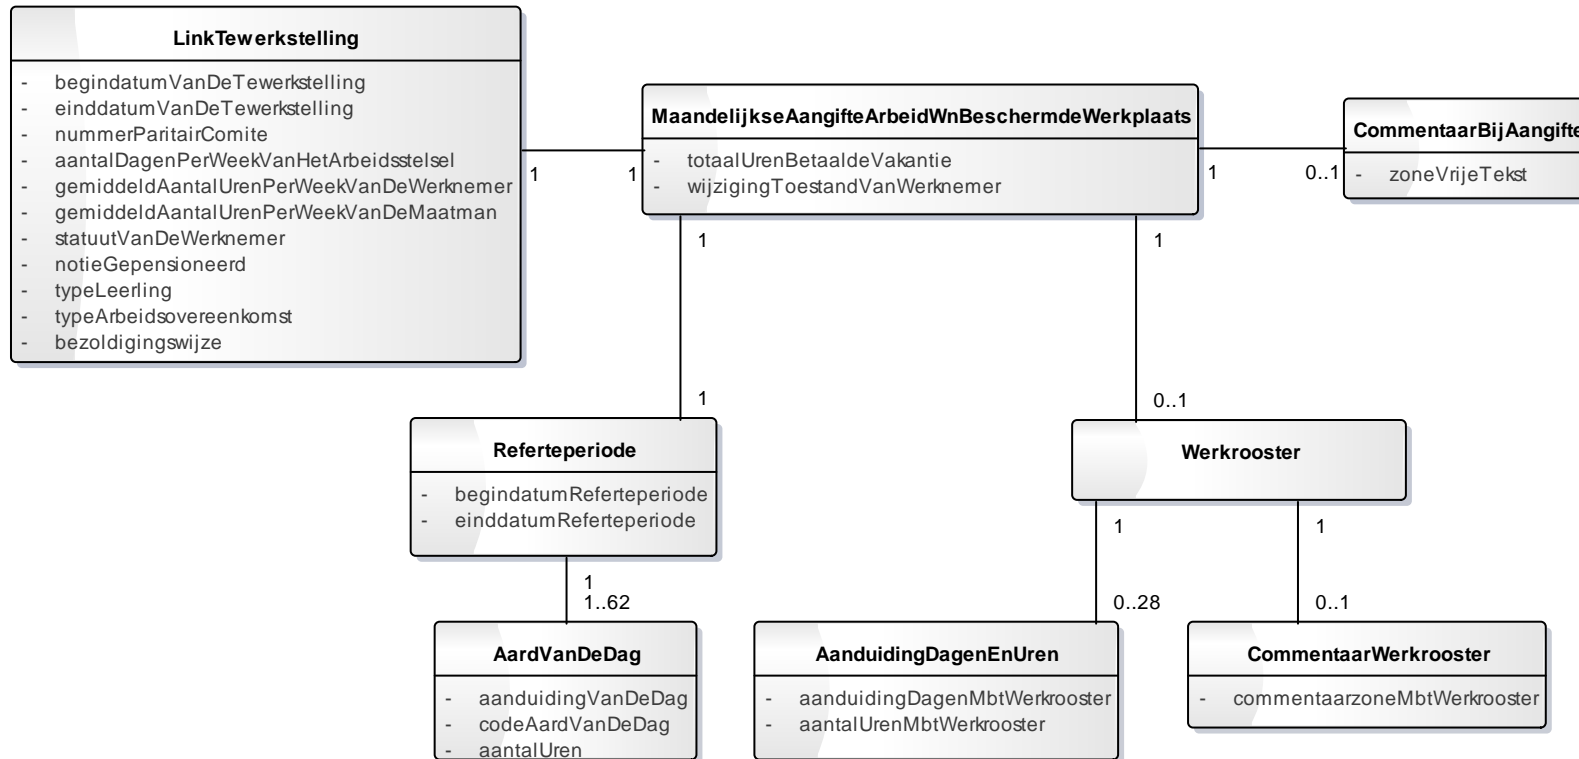 LinkTewerkstelling
- begindatumVanDeTewerkstelling
- einddatumVanDeTewerkstelling
- nummerParitairComite
- aantalDagenPerWeekVanHetArbeidsstelsel
- gemiddeldAantalUrenPerWeekVanDeWerknemer
- gemiddeldAantalUrenPerWeekVanDeMaatman
- statuutVanDeWerknemer
- notieGepensioneerd
- typeLeerling
- typeArbeidsovereenkomst
- bezoldigingswijze
1
1
MaandelijkseAangifteArbeidWnBeschermdeWerkplaats
- totaalUrenBetaaldeVakantie
- wijzigingToestandVanWerknemer
1
0..1
CommentaarBijAangifte
- zoneVrijeTekst
1
1
1
0..1
Referteperiode
- begindatumReferteperiode
- einddatumReferteperiode
Werkrooster
1
1..62
1
0..28
1
0..1
AardVanDeDag
- aanduidingVanDeDag
- codeAardVanDeDag
- aantalUren
AanduidingDagenEnUren
- aanduidingDagenMbtWerkrooster
- aantalUrenMbtWerkrooster
CommentaarWerkrooster
- commentaarzoneMbtWerkrooster